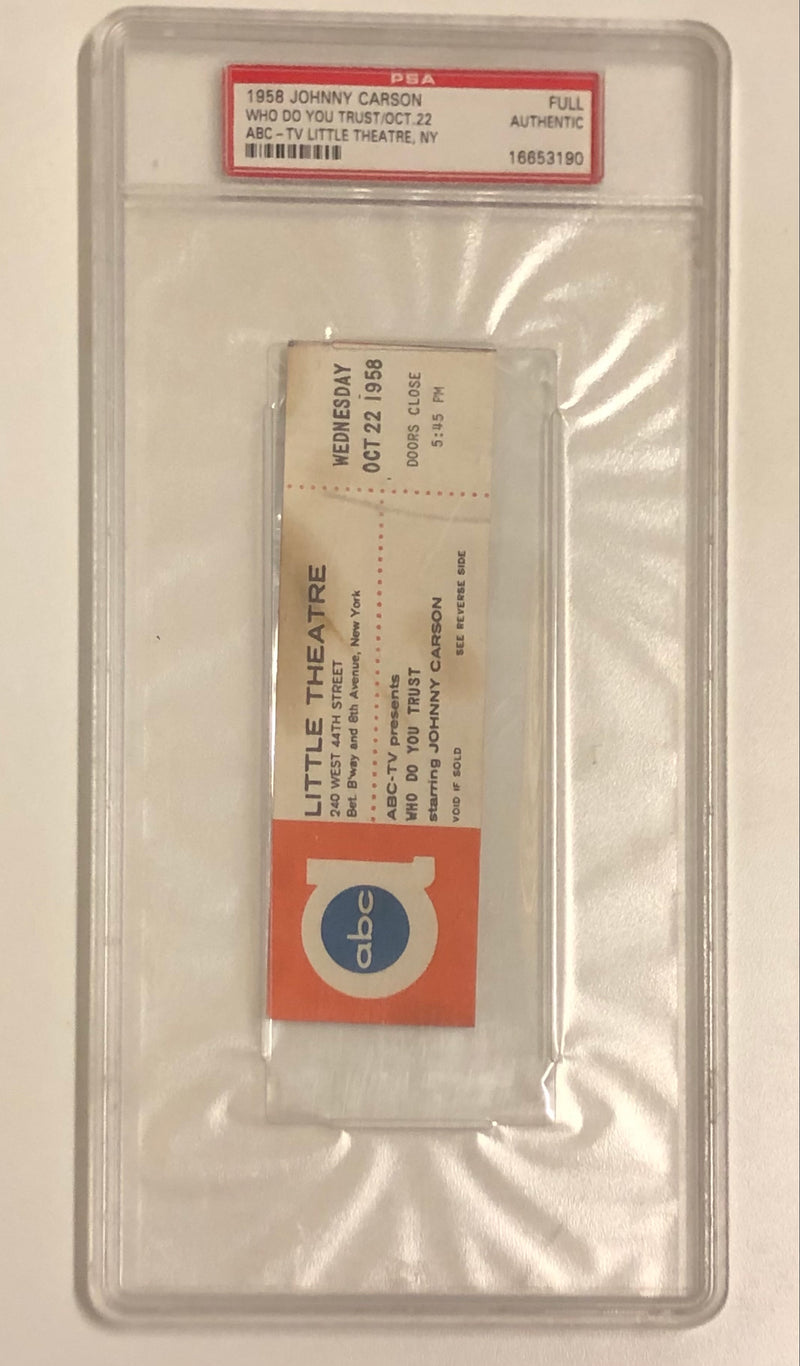 PSA
1958 JOHNNY CARSON
WHO DO YOU TRUST/OCT.22
ABC-TV LITTLE THEATRE, NY
FULL
AUTHENTIC
16653190
WEDNESDAY
OCT 22 1958
DOORS CLOSE
5:45 PM
LITTLE THEATRE
240 WEST 44TH STREET
Bet. B'way and 8th Avenue, New York
ABC-TV presents
WHO DO YOU TRUST
starring JOHNNY CARSON
VOID IF SOLD
SEE REVERSE SIDE
abc